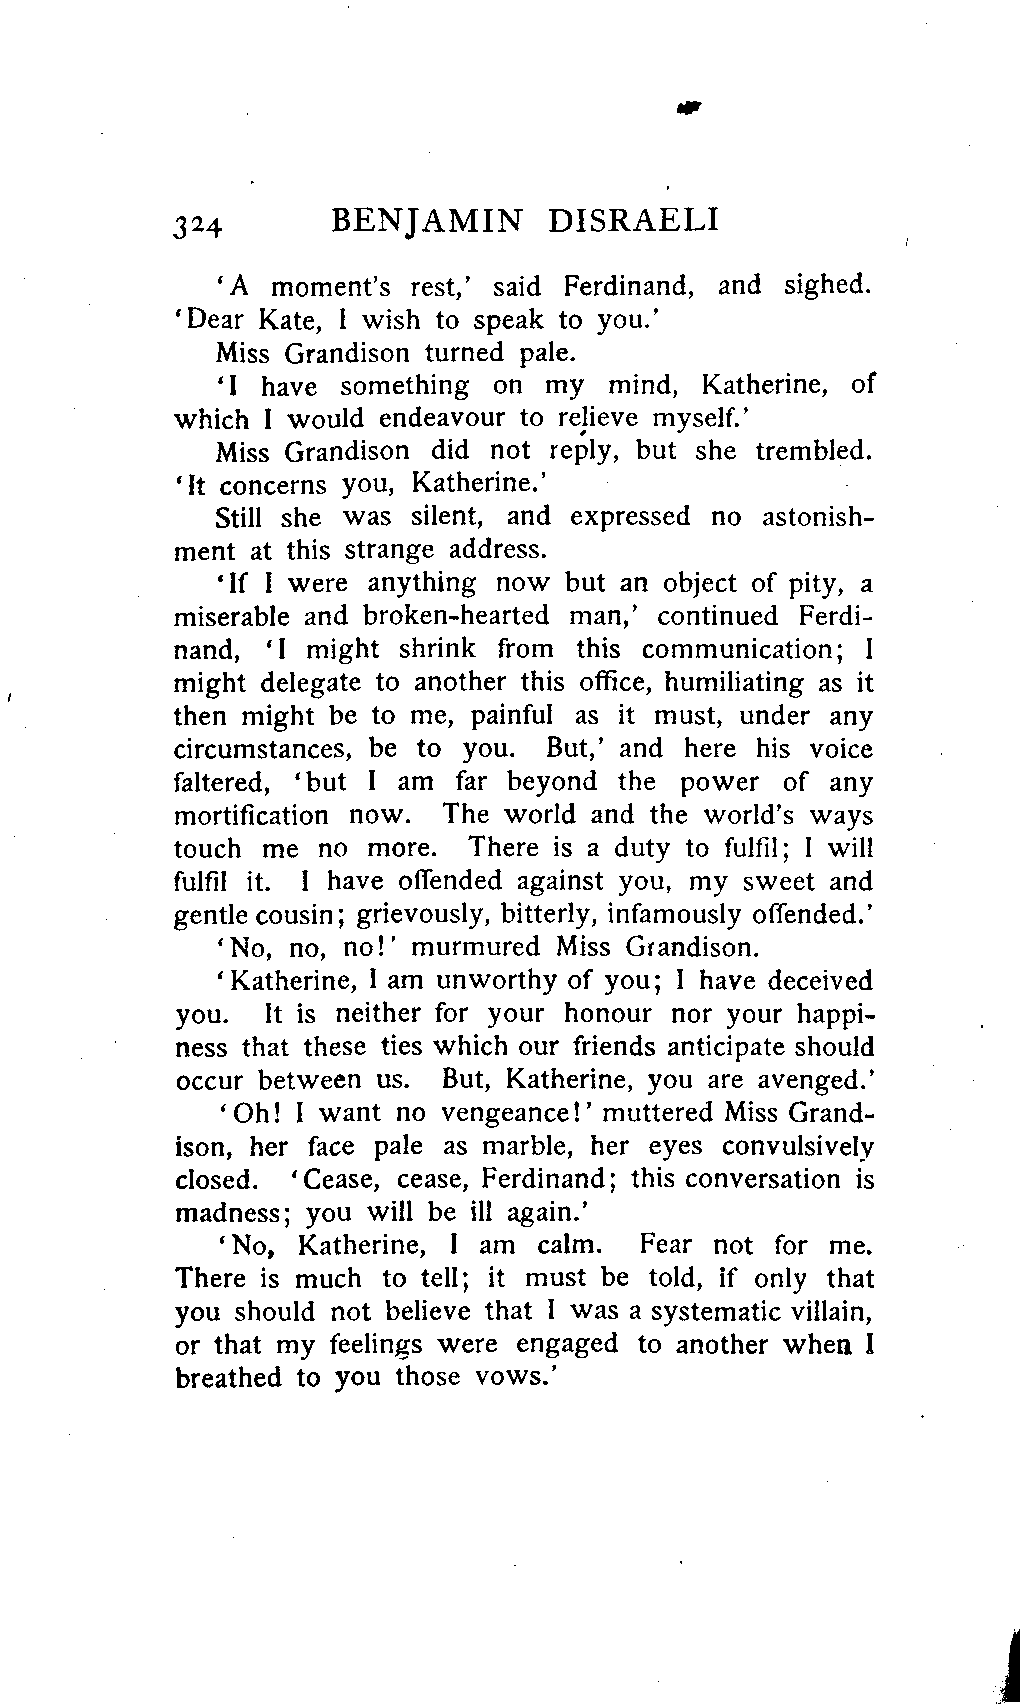 324 BENJAMIN DISRAELI
'A moment's rest,' said Ferdinand, and sighed.
'Dear Kate, I wish to speak to you.'
Miss Grandison turned pale.
'I have something on my mind, Katherine, of
which I would endeavour to relieve myself.'
Miss Grandison did not reply, but she trembled.
'It concerns you, Katherine.'
Still she was silent, and expressed no astonish-
ment at this strange address.
'If I were anything now but an object of pity, a
miserable and broken-hearted man,' continued Ferdi-
nand, 'I might shrink from this communication; I
might delegate to another this office, humiliating as it
then might be to me, painful as it must, under any
circumstances, be to you. But,' and here his voice
faltered, 'but I am far beyond the power of any
mortification now. The world and the world's ways
touch me no more. There is a duty to fulfil; I will
fulfil it. I have offended against you, my sweet and
gentle cousin; grievously, bitterly, infamously offended.'
'No, no, no!' murmured Miss Grandison.
'Katherine, I am unworthy of you; I have deceived
you. It is neither for your honour nor your happi-
ness that these ties which our friends anticipate should
occur between us. But, Katherine, you are avenged.'
'Oh! I want no vengeance!' muttered Miss Grand-
ison, her face pale as marble, her eyes convulsively
closed. 'Cease, cease, Ferdinand; this conversation is
madness; you will be ill again.'
'No, Katherine, I am calm. Fear not for me.
There is much to tell; it must be told, if only that
you should not believe that I was a systematic villain,
or that my feelings were engaged to another when I
breathed to you those vows.'